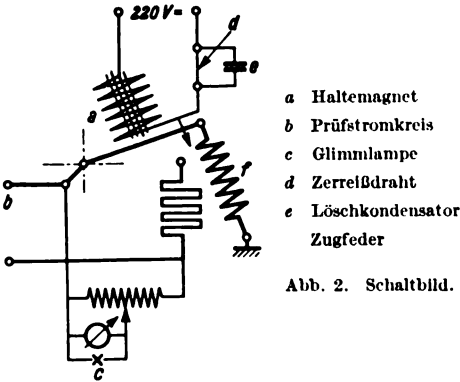 220 V=
d
e
a
f
b
c
a Haltemagnet
b Prüfstromkreis
c Glimmlampe
d Zerreißdraht
e Löschkondensator
Zugfeder
Abb. 2. Schaltbild.